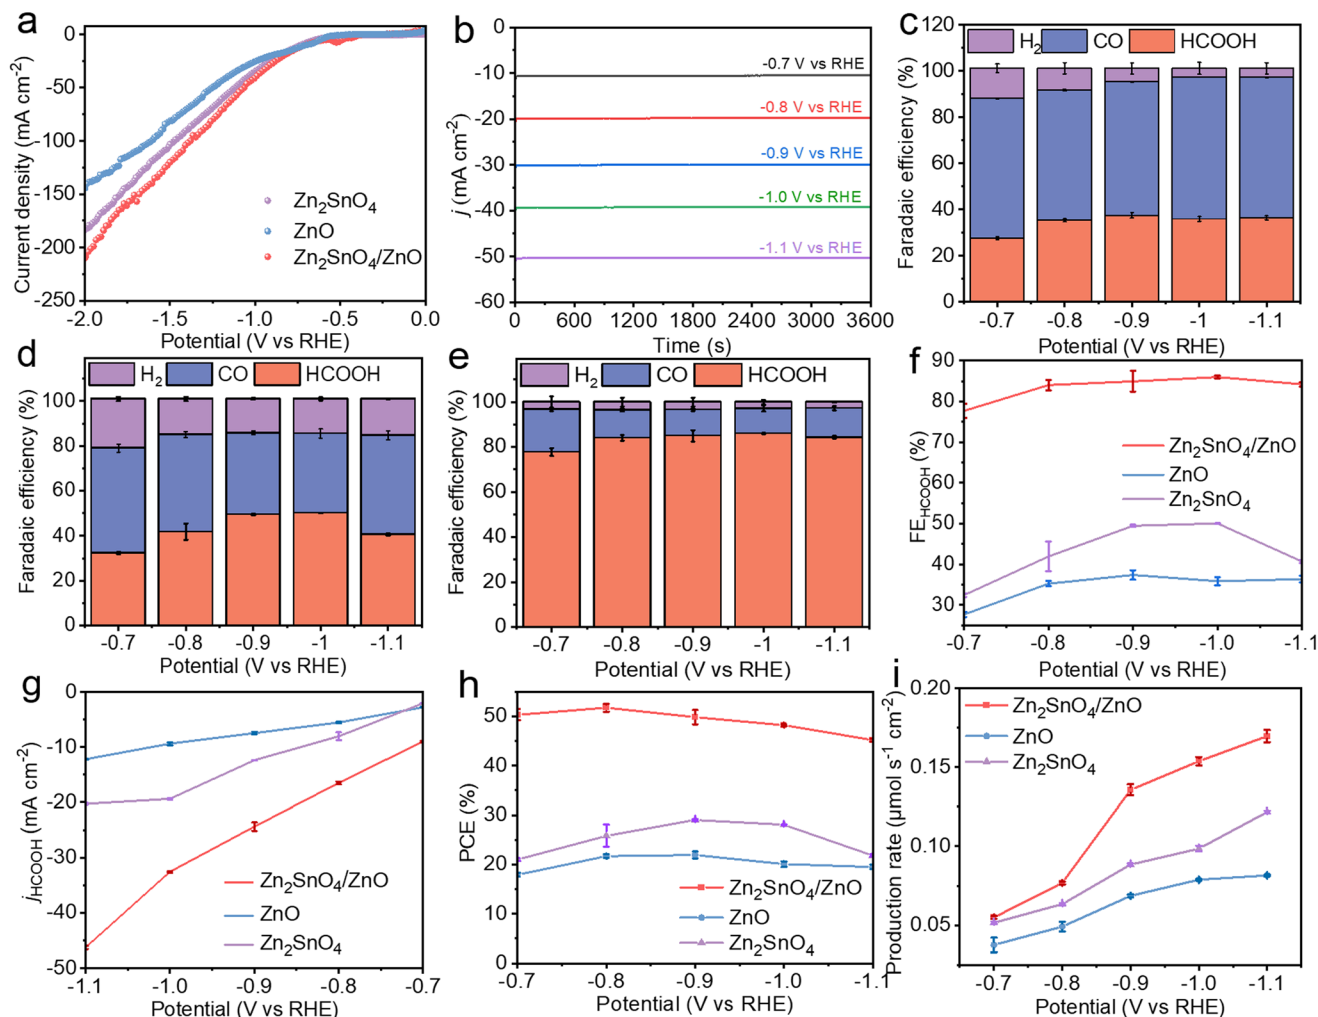 a
Current density (mA cm-2)
0
-50
-100
-150
-200
-250
Zn2SnO4
ZnO
Zn2SnO4/ZnO
-2.0 -1.5 -1.0 -0.5 0.0
Potential (V vs RHE)
b
j (mA cm-2)
0
-10
-20
-30
-40
-50
-60
-0.7 V vs RHE
-0.8 V vs RHE
-0.9 V vs RHE
-1.0 V vs RHE
-1.1 V vs RHE
0 600 1200 1800 2400 3000 3600
Time (s)
c
Faradaic efficiency (%)
120
100
80
60
40
20
0
H2 CO HCOOH
-0.7 -0.8 -0.9 -1 -1.1
Potential (V vs RHE)
d
Faradaic efficiency (%)
100
80
60
40
20
0
H2 CO HCOOH
-0.7 -0.8 -0.9 -1 -1.1
Potential (V vs RHE)
e
Faradaic efficiency (%)
100
80
60
40
20
0
H2 CO HCOOH
-0.7 -0.8 -0.9 -1 -1.1
Potential (V vs RHE)
f
FEHCOOH (%)
90
80
70
60
50
40
30
Zn2SnO4/ZnO
ZnO
Zn2SnO4
-0.7 -0.8 -0.9 -1.0 -1.1
Potential (V vs RHE)
g
jHCOOH (mA cm-2)
0
-10
-20
-30
-40
-50
Zn2SnO4/ZnO
ZnO
Zn2SnO4
-1.1 -1.0 -0.9 -0.8 -0.7
Potential (V vs RHE)
h
PCE (%)
50
40
30
20
10
0
Zn2SnO4/ZnO
ZnO
Zn2SnO4
-0.7 -0.8 -0.9 -1.0 -1.1
Potential (V vs RHE)
i
Production rate (μmol s-1 cm-2)
0.20
0.15
0.10
0.05
Zn2SnO4/ZnO
ZnO
Zn2SnO4
-0.7 -0.8 -0.9 -1.0 -1.1
Potential (V vs RHE)